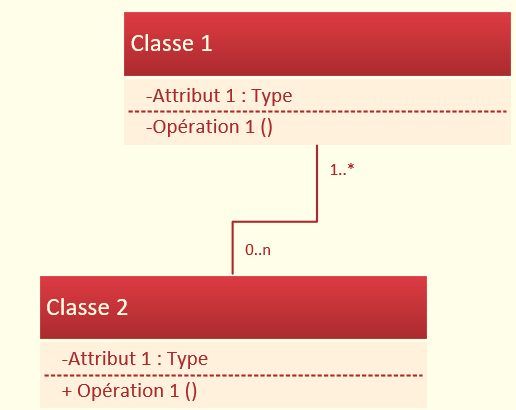 Classe 1
-Attribut 1 : Type
-Opération 1 ()
1..*
0..n
Classe 2
-Attribut 1 : Type
+ Opération 1 ()